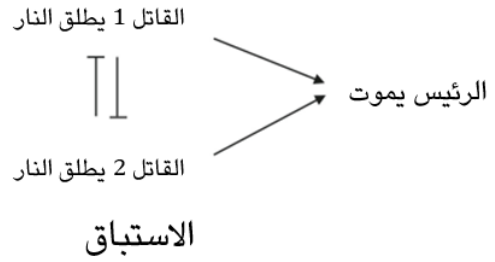 القاتل 1 يطلق النار
الرئيس يموت
القاتل 2 يطلق النار
الاستباق